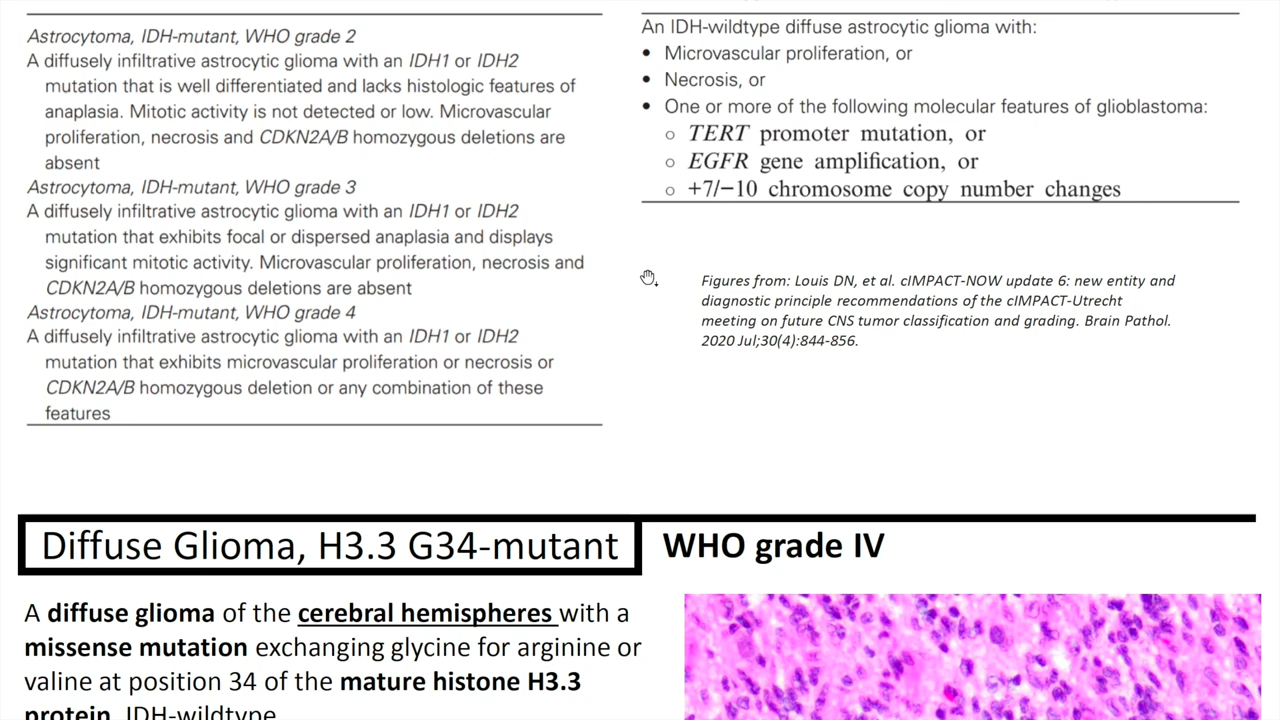 Astrocytoma, IDH-mutant, WHO grade 2
A diffusely infiltrative astrocytic glioma with an IDH1 or IDH2
mutation that is well differentiated and lacks histologic features of
anaplasia. Mitotic activity is not detected or low. Microvascular
proliferation, necrosis and CDKN2A/B homozygous deletions are
absent
Astrocytoma, IDH-mutant, WHO grade 3
A diffusely infiltrative astrocytic glioma with an IDH1 or IDH2
mutation that exhibits focal or dispersed anaplasia and displays
significant mitotic activity. Microvascular proliferation, necrosis and
CDKN2A/B homozygous deletions are absent
Astrocytoma, IDH-mutant, WHO grade 4
A diffusely infiltrative astrocytic glioma with an IDH1 or IDH2
mutation that exhibits microvascular proliferation or necrosis or
CDKN2A/B homozygous deletion or any combination of these
features
An IDH-wildtype diffuse astrocytic glioma with:
• Microvascular proliferation, or
• Necrosis, or
• One or more of the following molecular features of glioblastoma:
○ TERT promoter mutation, or
○ EGFR gene amplification, or
○ +7/−10 chromosome copy number changes
Figures from: Louis DN, et al. cIMPACT-NOW update 6: new entity and
diagnostic principle recommendations of the cIMPACT-Utrecht
meeting on future CNS tumor classification and grading. Brain Pathol.
2020 Jul;30(4):844-856.
Diffuse Glioma, H3.3 G34-mutant
WHO grade IV
A diffuse glioma of the cerebral hemispheres with a
missense mutation exchanging glycine for arginine or
valine at position 34 of the mature histone H3.3
protein. IDH-wildtype